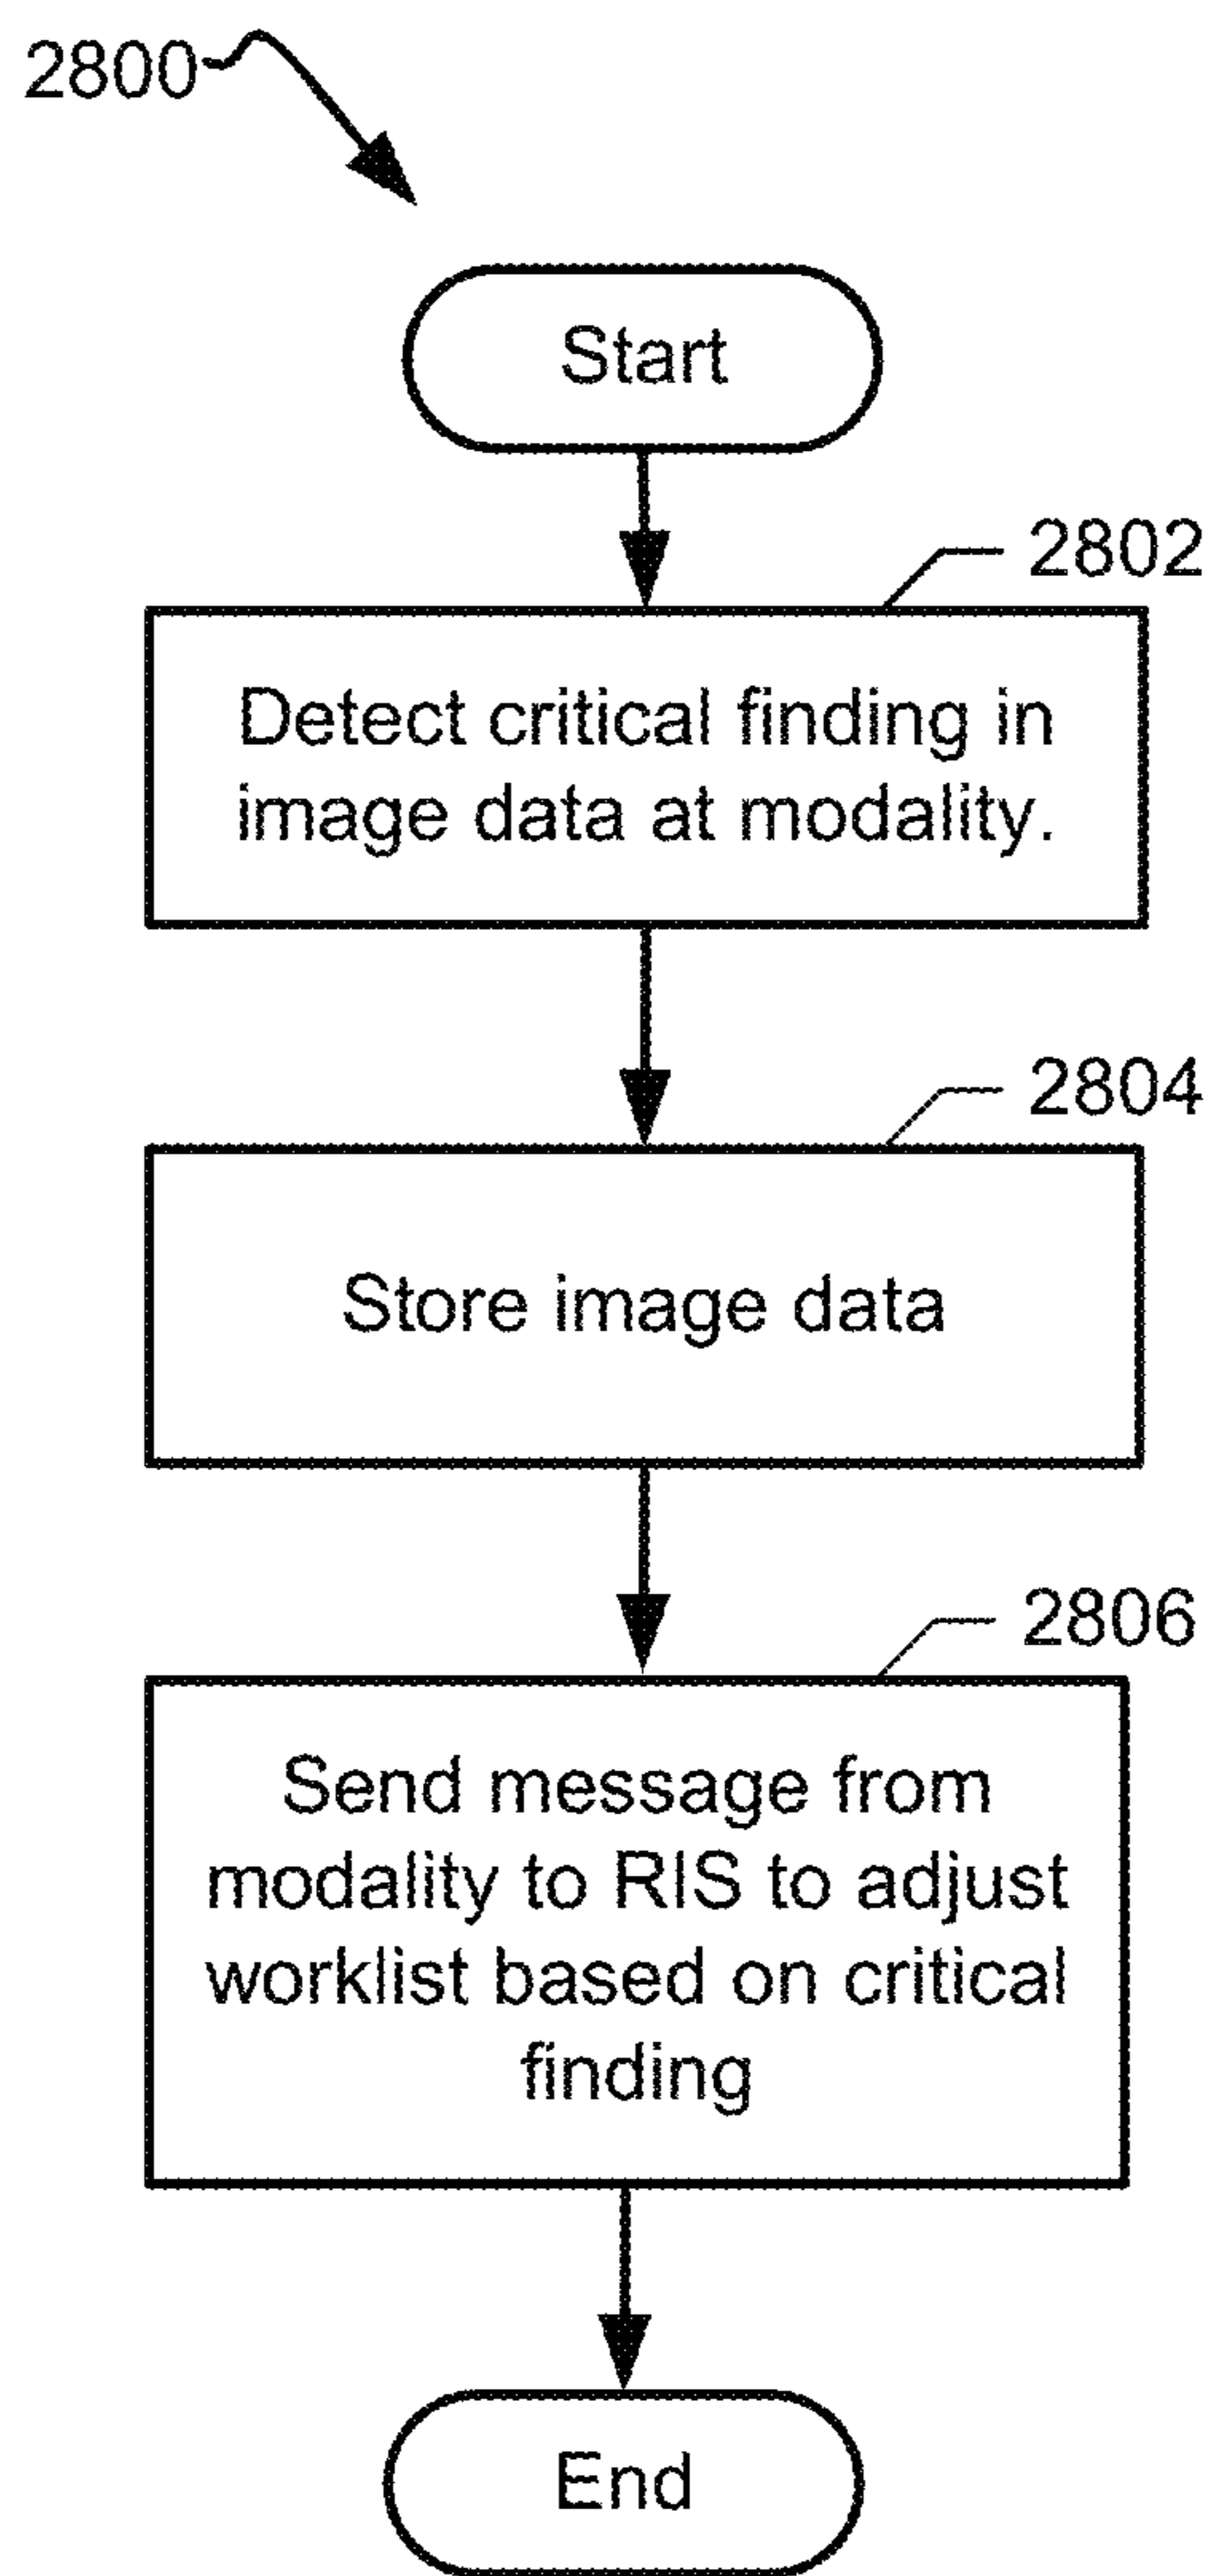 2800
Start
2802
Detect critical finding in
image data at modality.
2804
Store image data
2806
Send message from
modality to RIS to adjust
worklist based on critical
finding
End